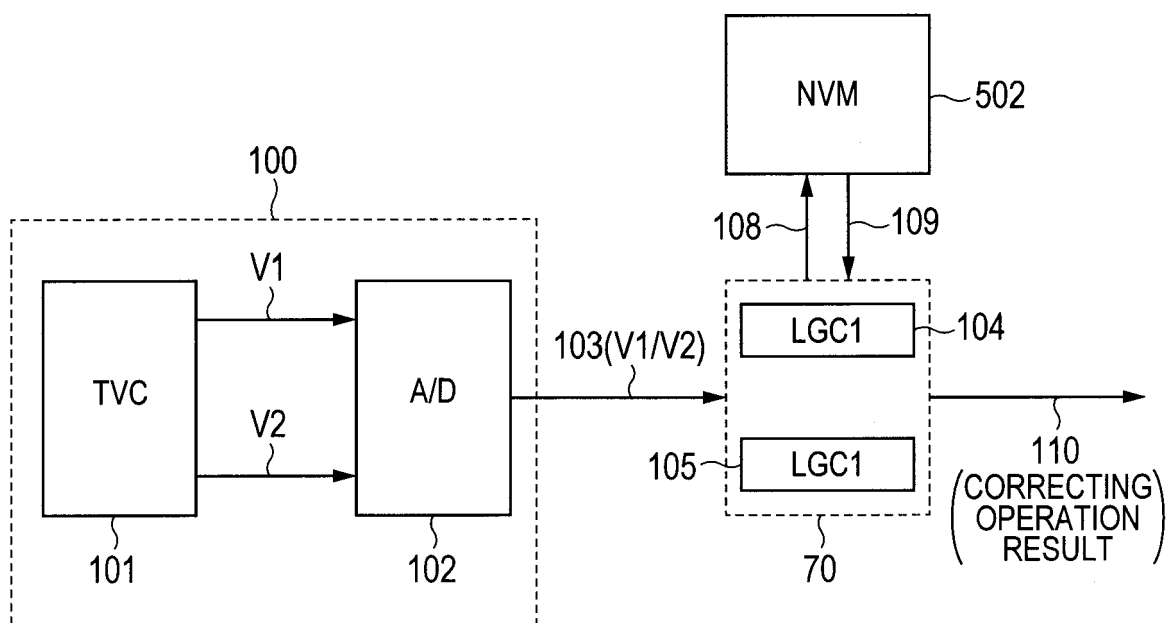 NVM
502
100
108
109
V1
TVC
V2
A/D
103(V1/V2)
LGC1
104
105
LGC1
110
(CORRECTING
OPERATION
RESULT)
101
102
70